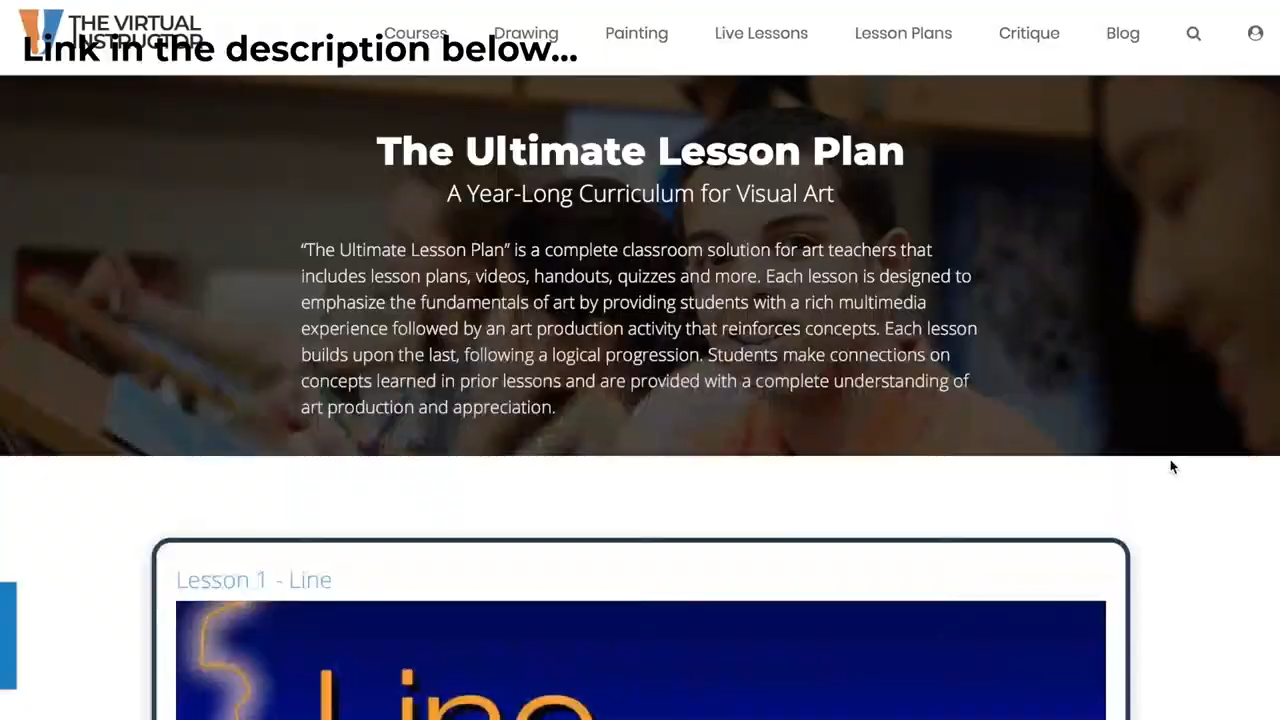 THE VIRTUAL
INSTRUCTOR
Link in the description below...
Courses
Drawing
Painting
Live Lessons
Lesson Plans
Critique
Blog
The Ultimate Lesson Plan
A Year-Long Curriculum for Visual Art
“The Ultimate Lesson Plan” is a complete classroom solution for art teachers that
includes lesson plans, videos, handouts, quizzes and more. Each lesson is designed to
emphasize the fundamentals of art by providing students with a rich multimedia
experience followed by an art production activity that reinforces concepts. Each lesson
builds upon the last, following a logical progression. Students make connections on
concepts learned in prior lessons and are provided with a complete understanding of
art production and appreciation.
Lesson 1 - Line
Line